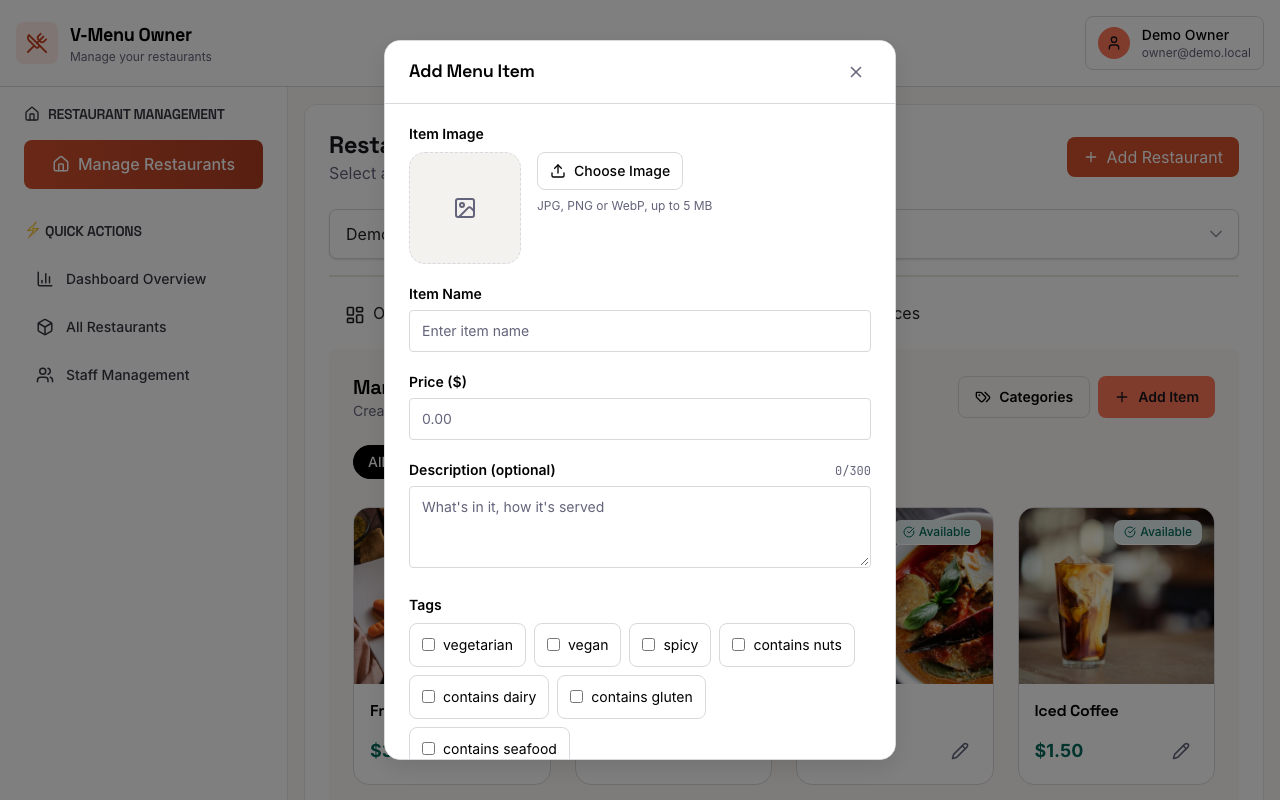 V-Menu Owner
Manage your restaurants
Demo Owner
owner@demo.local
RESTAURANT MANAGEMENT
Manage Restaurants
QUICK ACTIONS
Dashboard Overview
All Restaurants
Staff Management
Add Restaurant
Categories
Add Item
Add Menu Item
Item Image
Choose Image
JPG, PNG or WebP, up to 5 MB
Item Name
Enter item name
Price ($)
0.00
Description (optional)
0/300
What's in it, how it's served
Tags
vegetarian
vegan
spicy
contains nuts
contains dairy
contains gluten
contains seafood
Available
Available
Iced Coffee
$1.50